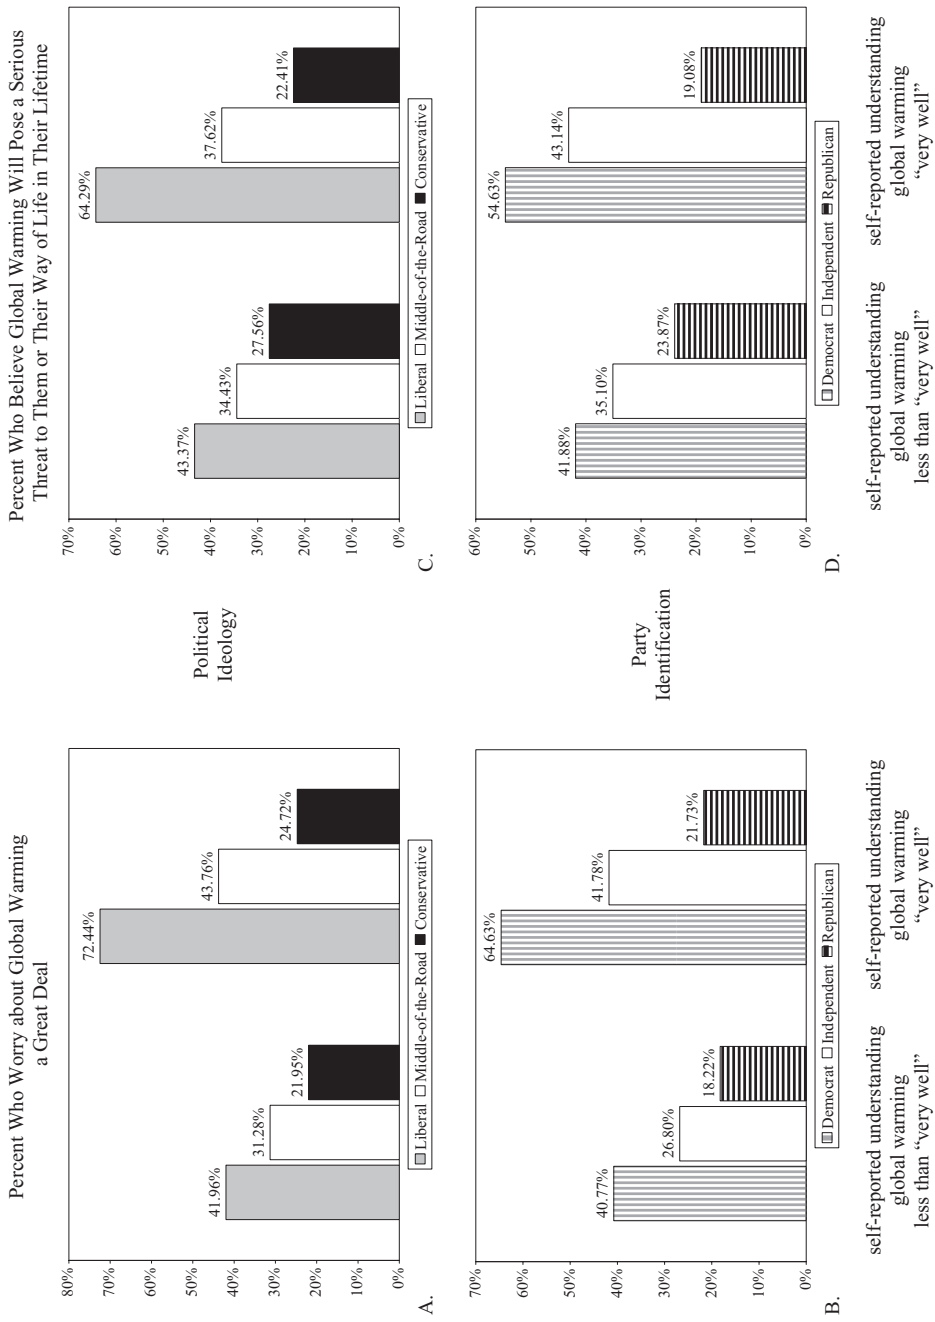 Percent Who Worry about Global Warming
a Great Deal
80%
70%
60%
50%
40%
30%
20%
10%
0%
41.96%
31.28%
21.95%
72.44%
43.76%
24.72%
Liberal Middle-of-the-Road Conservative
A.
Political
Ideology
Percent Who Believe Global Warming Will Pose a Serious
Threat to Them or Their Way of Life in Their Lifetime
70%
60%
50%
40%
30%
20%
10%
0%
43.37%
34.43%
27.56%
64.29%
37.62%
22.41%
Liberal Middle-of-the-Road Conservative
C.
70%
60%
50%
40%
30%
20%
10%
0%
40.77%
26.80%
18.22%
64.63%
41.78%
21.73%
Democrat Independent Republican
B.
self-reported understanding
global warming
less than “very well”
self-reported understanding
global warming
“very well”
Party
Identification
60%
50%
40%
30%
20%
10%
0%
41.88%
35.10%
23.87%
54.63%
43.14%
19.08%
Democrat Independent Republican
D.
self-reported understanding
global warming
less than “very well”
self-reported understanding
global warming
“very well”